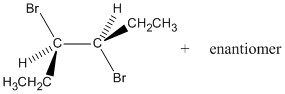 Br
H
CH₂CH₃
C C + enantiomer
H
H₃CH₂C
Br